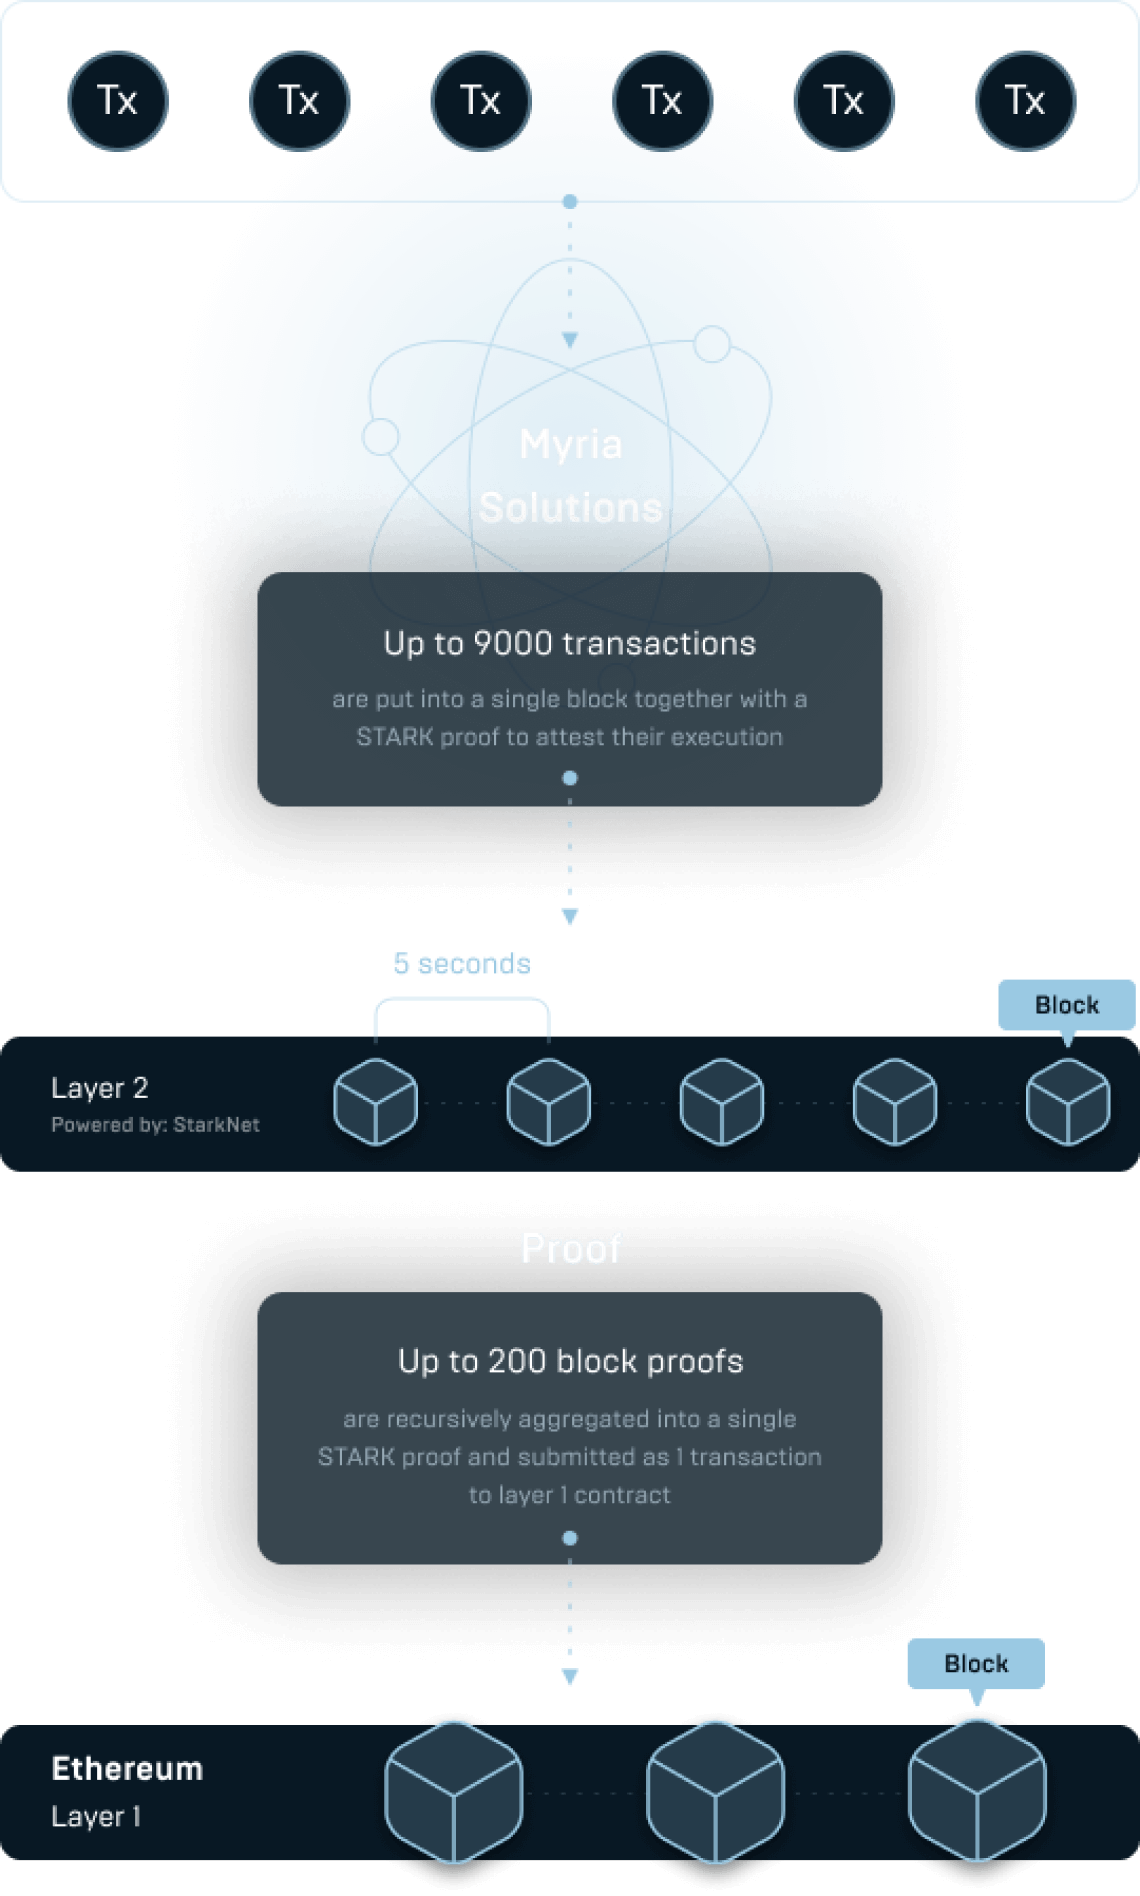 Tx Tx Tx Tx Tx Tx
Myria
Solutions
Up to 9000 transactions
are put into a single block together with a
STARK proof to attest their execution
5 seconds
Block
Layer 2
Powered by: StarkNet
Proof
Up to 200 block proofs
are recursively aggregated into a single
STARK proof and submitted as 1 transaction
to layer 1 contract
Block
Ethereum
Layer 1